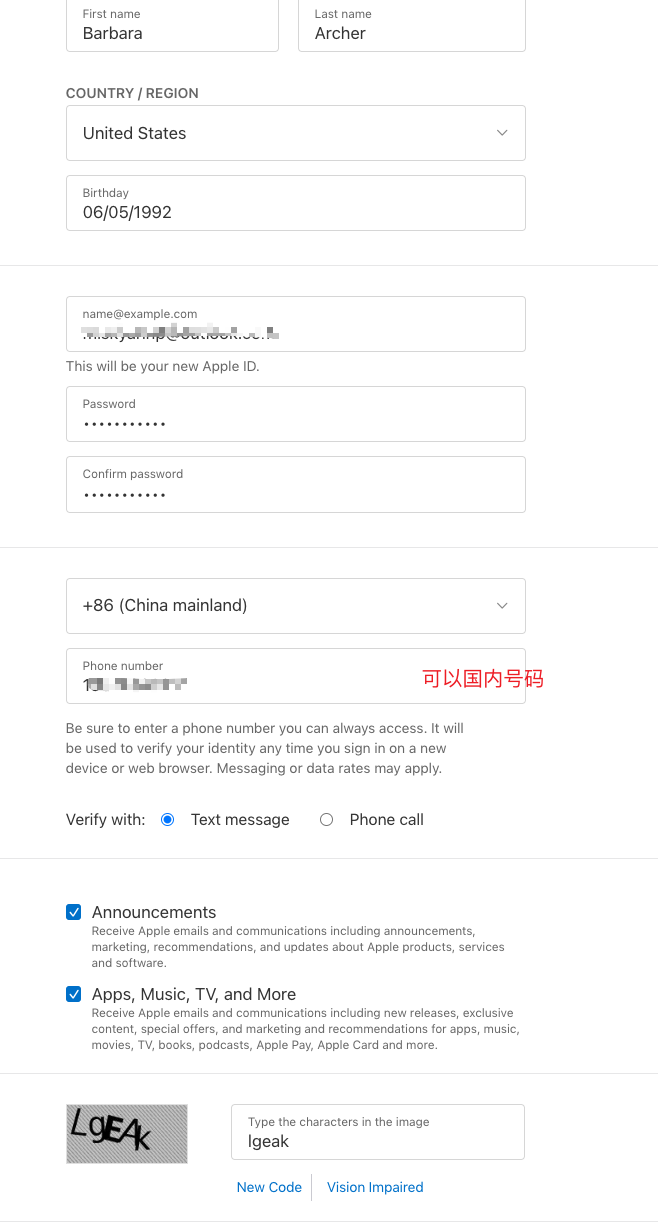 First name
Last name
Barbara
Archer
COUNTRY / REGION
United States
Birthday
06/05/1992
name@example.com
This will be your new Apple ID.
Password
•••••••••••
Confirm password
•••••••••••
+86 (China mainland)
Phone number
可以国内号码
Be sure to enter a phone number you can always access. It will
be used to verify your identity any time you sign in on a new
device or web browser. Messaging or data rates may apply.
Verify with:
Text message
Phone call
Announcements
Receive Apple emails and communications including announcements,
marketing, recommendations, and updates about Apple products, services
and software.
Apps, Music, TV, and More
Receive Apple emails and communications including new releases, exclusive
content, special offers, and marketing and recommendations for apps, music,
movies, TV, books, podcasts, Apple Pay, Apple Card and more.
LgEAk
Type the characters in the image
lgeak
New Code
Vision Impaired